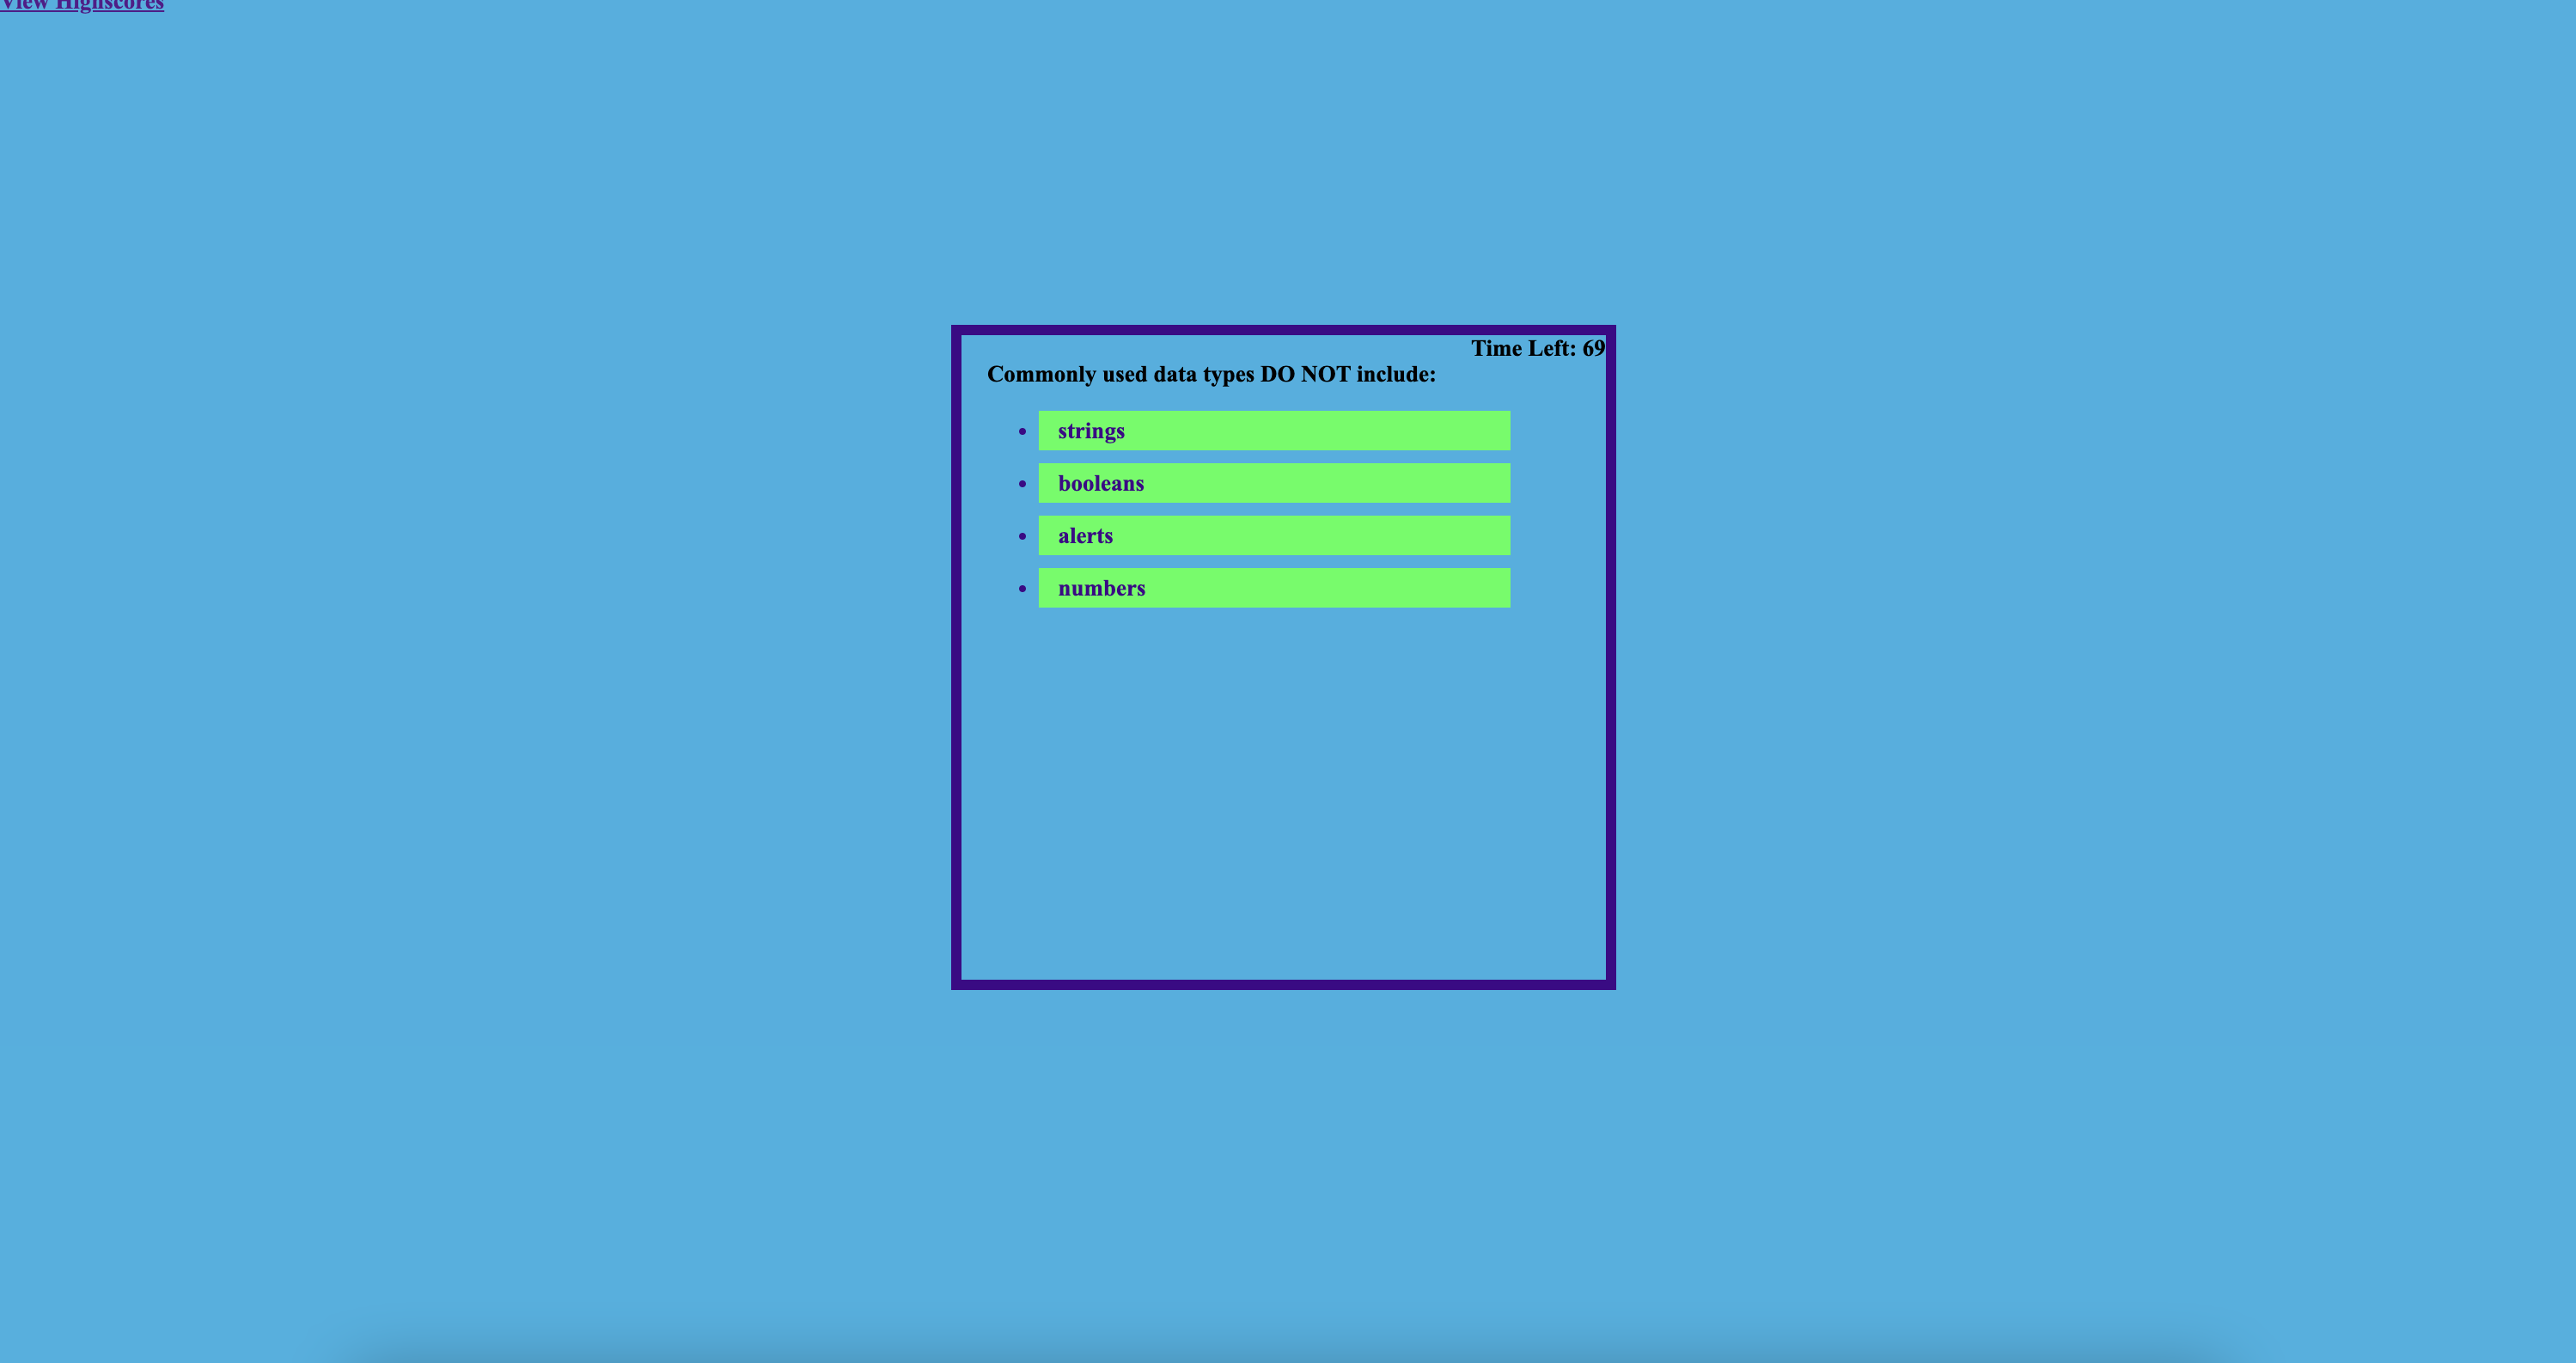 View Highscores
Time Left: 69
Commonly used data types DO NOT include:
strings
booleans
alerts
numbers